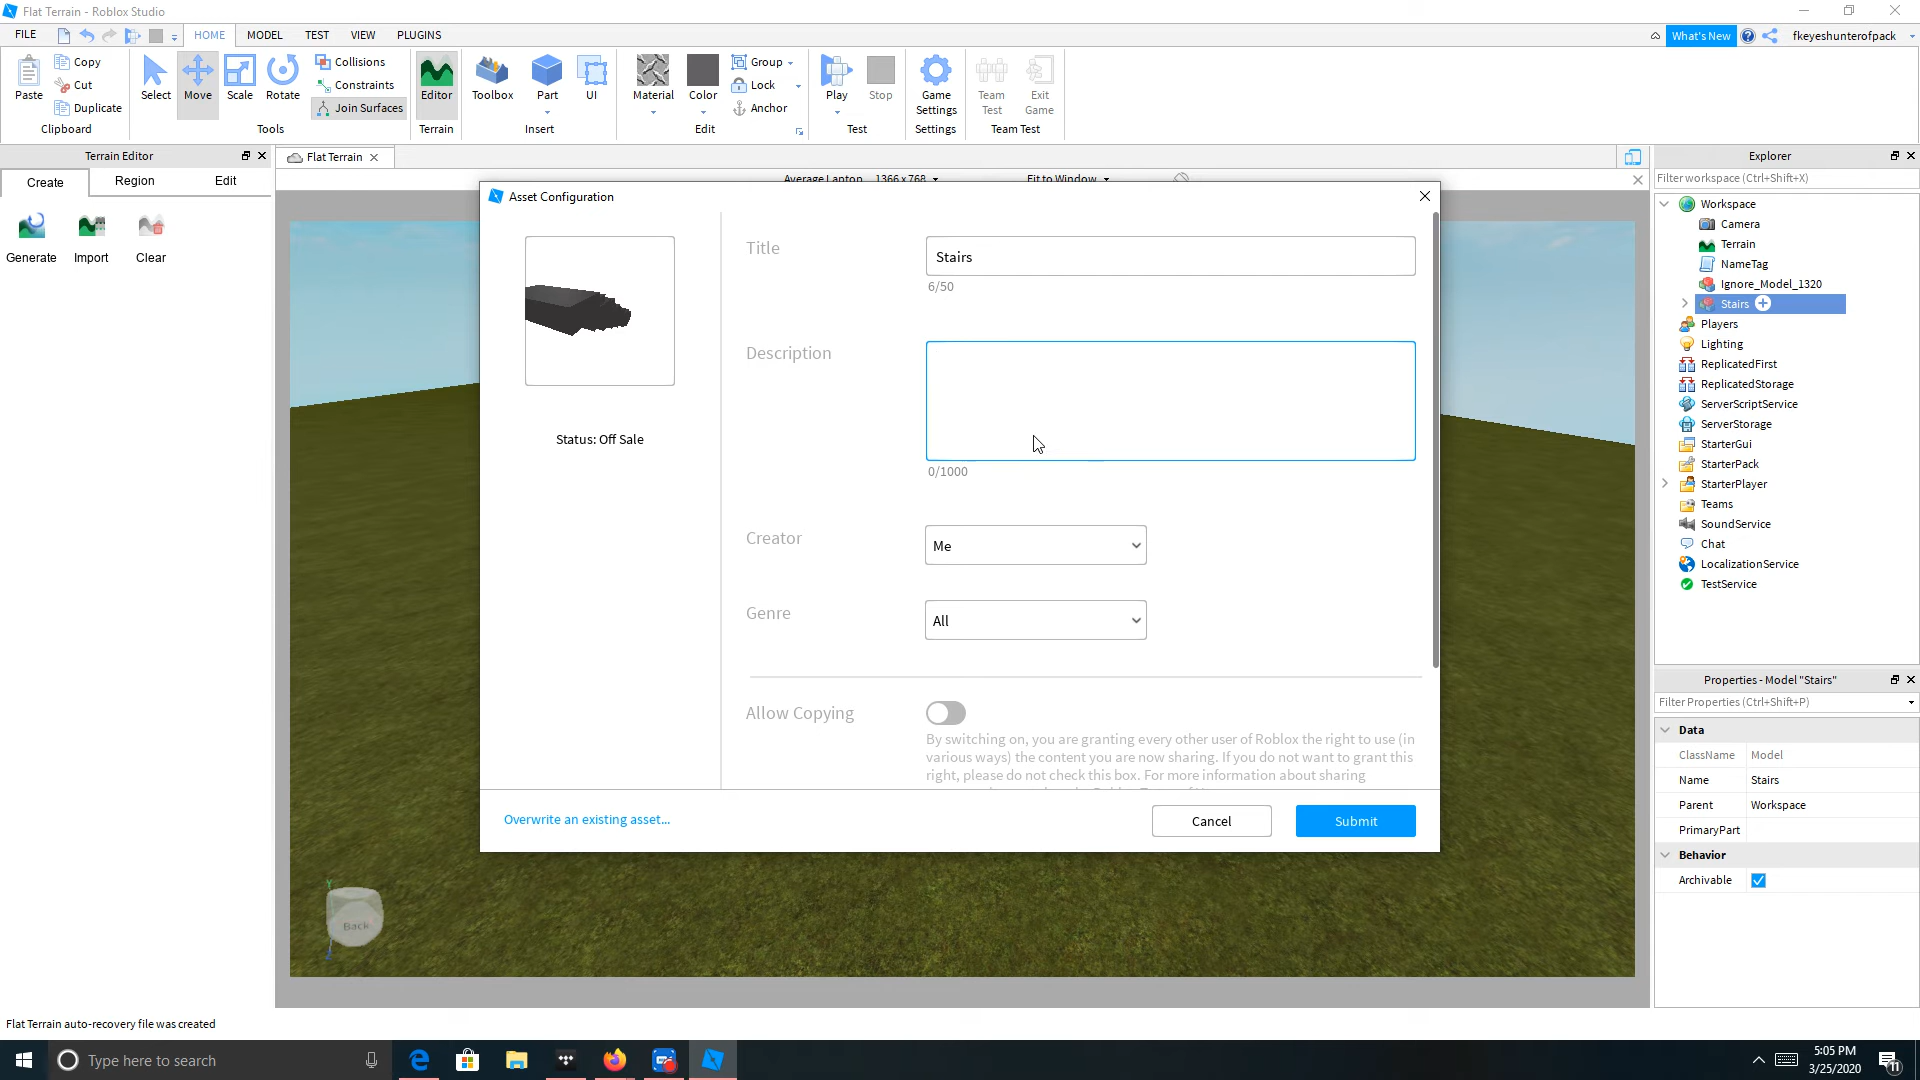 Flat Terrain - Roblox Studio
FILE HOME MODEL TEST VIEW PLUGINS
What's New fkeyeshunterofpack
Paste Copy Cut Duplicate
Clipboard
Select Move Scale Rotate
Collisions
Constraints
Join Surfaces
Tools
Editor
Terrain
Toolbox Part UI
Insert
Material Color
Group
Lock
Anchor
Edit
Play Stop
Test
Game Settings
Settings
Team Test
Exit Game
Team Test
Terrain Editor
Create Region Edit
Generate Import Clear
Flat Terrain
Average Laptop 1366 x 768 Fit to Window
Asset Configuration
Status: Off Sale
Title
Stairs
6/50
Description
0/1000
Creator
Me
Genre
All
Allow Copying
By switching on, you are granting every other user of Roblox the right to use (in
various ways) the content you are now sharing. If you do not want to grant this
right, please do not check this box. For more information about sharing
Overwrite an existing asset...
Cancel
Submit
Back
Explorer
Filter workspace (Ctrl+Shift+X)
Workspace
Camera
Terrain
NameTag
Ignore_Model_1320
Stairs
Players
Lighting
ReplicatedFirst
ReplicatedStorage
ServerScriptService
ServerStorage
StarterGui
StarterPack
StarterPlayer
Teams
SoundService
Chat
LocalizationService
TestService
Properties - Model "Stairs"
Filter Properties (Ctrl+Shift+P)
Data
ClassName Model
Name Stairs
Parent Workspace
PrimaryPart
Behavior
Archivable
Flat Terrain auto-recovery file was created
Type here to search
5:05 PM
3/25/2020
11